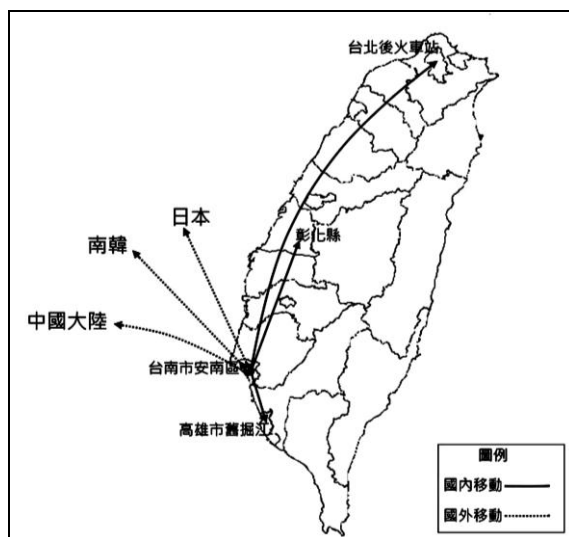 台北後火車站
日本
彰化縣
南韓
中國大陸
台南市安南區
高雄市舊掘江
圖例
國內移動
國外移動